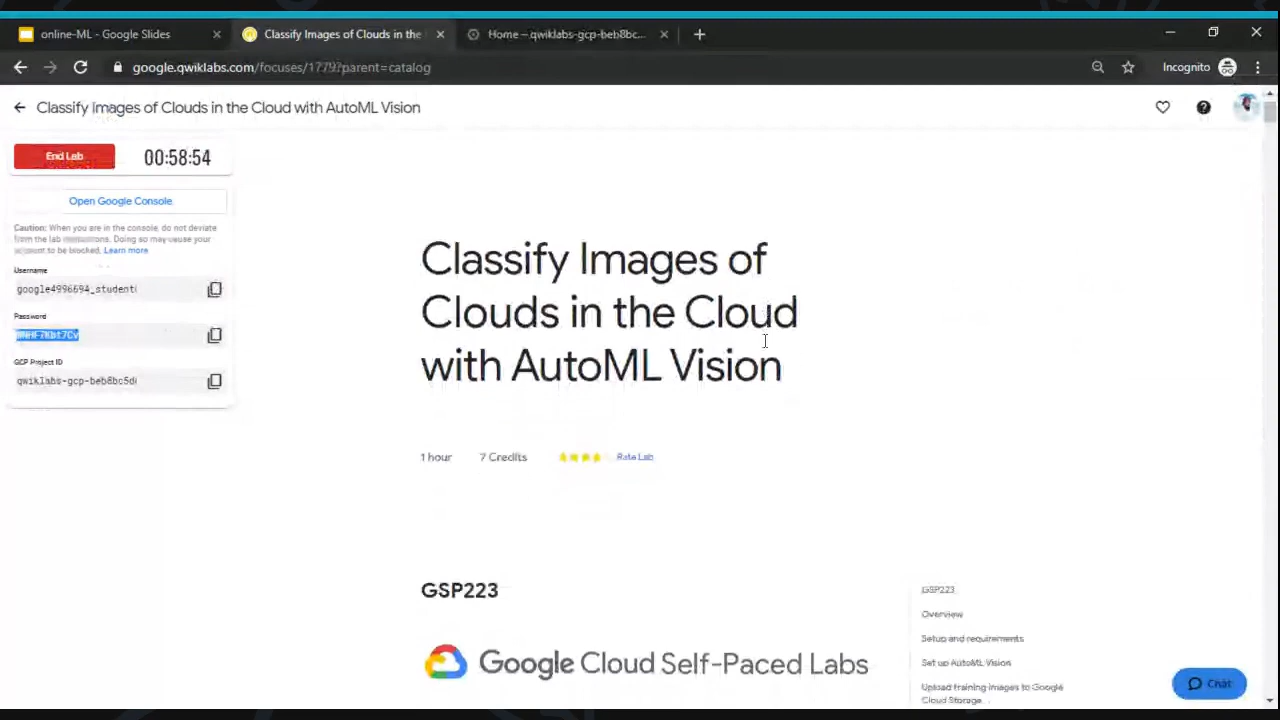 online-ML - Google Slides
Classify Images of Clouds in the
Home – qwiklabs-gcp-beb8bc...
google.qwiklabs.com/focuses/1779?parent=catalog
Incognito
Classify Images of Clouds in the Cloud with AutoML Vision
End Lab
00:58:54
Open Google Console
Caution: When you are in the console, do not deviate
from the lab instructions. Doing so may cause your
account to be blocked. Learn more
Username
google4996694_student
Password
GCP Project ID
qwiklabs-gcp-beb8bc5d
Classify Images of
Clouds in the Cloud
with AutoML Vision
1 hour
7 Credits
Rate Lab
GSP223
Google Cloud Self-Paced Labs
GSP223
Overview
Setup and requirements
Set up AutoML Vision
Upload training images to Google
Cloud Storage...
Chat